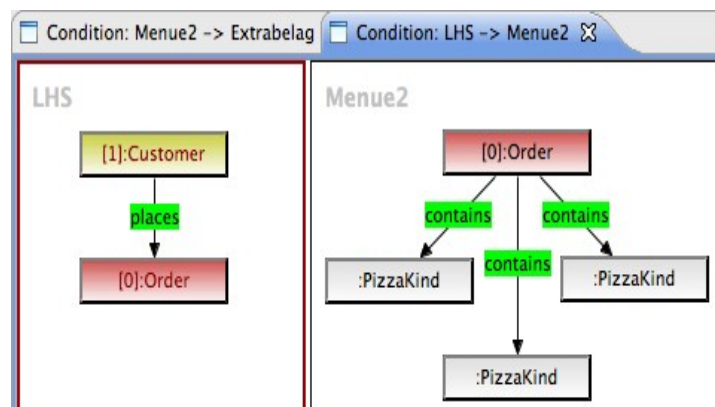 Condition: Menue2 -> Extrabelag
Condition: LHS -> Menue2
LHS
[1]:Customer
places
[0]:Order
Menue2
[0]:Order
contains
contains
contains
:PizzaKind
:PizzaKind
:PizzaKind